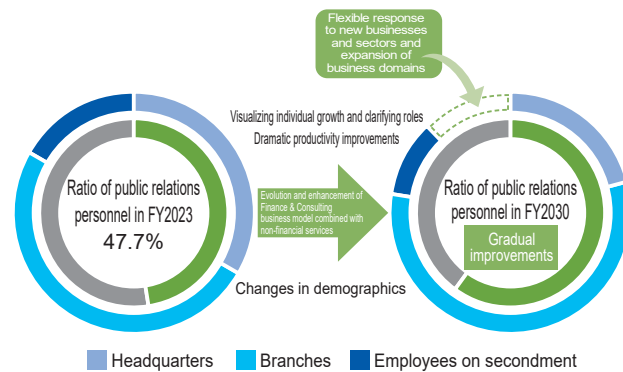 Flexible response
to new businesses
and sectors and
expansion of
business domains
Visualizing individual growth and clarifying roles
Dramatic productivity improvements
Ratio of public relations
personnel in FY2023
47.7%
Evolution and enhancement of
Finance & Consulting
business model combined with
non-financial services
Ratio of public relations
personnel in FY2030
Gradual
improvements
Changes in demographics
Headquarters
Branches
Employees on secondment